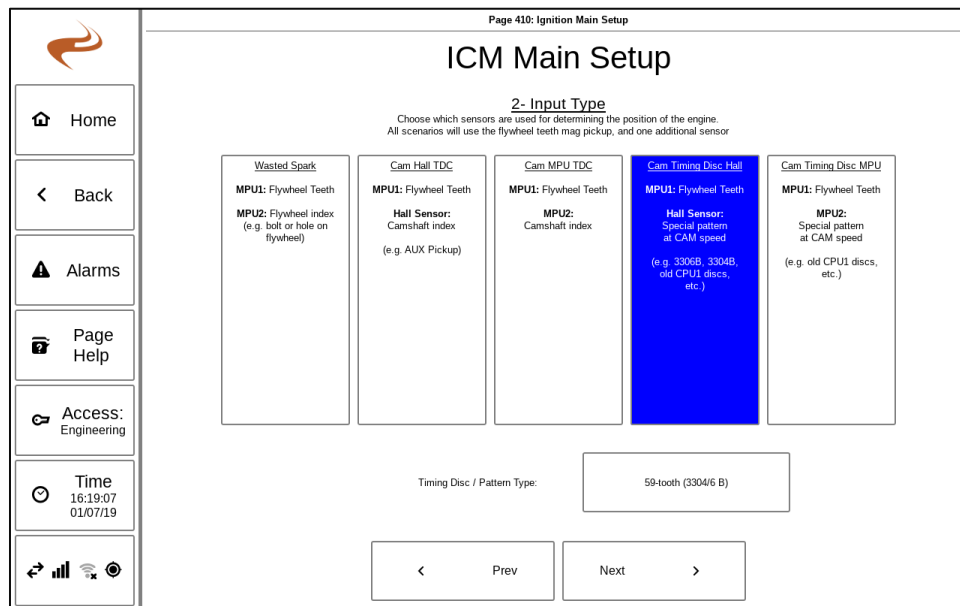 Page 410: Ignition Main Setup
ICM Main Setup
2- Input Type
Choose which sensors are used for determining the position of the engine.
All scenarios will use the flywheel teeth mag pickup, and one additional sensor
Home
Back
Alarms
Page
Help
Access:
Engineering
Time
16:19:07
01/07/19
Wasted Spark
MPU1: Flywheel Teeth
MPU2: Flywheel index
(e.g. bolt or hole on
flywheel)
Cam Hall TDC
MPU1: Flywheel Teeth
Hall Sensor:
Camshaft index
(e.g. AUX Pickup)
Cam MPU TDC
MPU1: Flywheel Teeth
MPU2:
Camshaft index
Cam Timing Disc Hall
MPU1: Flywheel Teeth
Hall Sensor:
Special pattern
at CAM speed
(e.g. 3306B, 3304B,
old CPU1 discs,
etc.)
Cam Timing Disc MPU
MPU1: Flywheel Teeth
MPU2:
Special pattern
at CAM speed
(e.g. old CPU1 discs,
etc.)
Timing Disc / Pattern Type:
59-tooth (3304/6 B)
Prev
Next